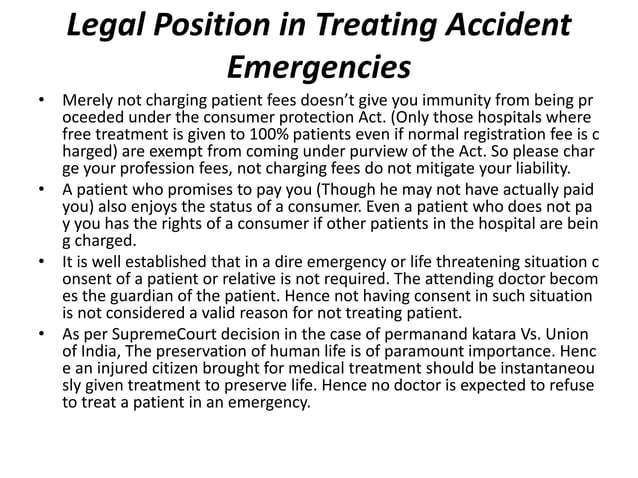 Legal Position in Treating Accident
Emergencies
• Merely not charging patient fees doesn’t give you immunity from being pr
oceeded under the consumer protection Act. (Only those hospitals where
free treatment is given to 100% patients even if normal registration fee is c
harged) are exempt from coming under purview of the Act. So please char
ge your profession fees, not charging fees do not mitigate your liability.
• A patient who promises to pay you (Though he may not have actually paid
you) also enjoys the status of a consumer. Even a patient who does not pa
y you has the rights of a consumer if other patients in the hospital are bein
g charged.
• It is well established that in a dire emergency or life threatening situation c
onsent of a patient or relative is not required. The attending doctor becom
es the guardian of the patient. Hence not having consent in such situation
is not considered a valid reason for not treating patient.
• As per SupremeCourt decision in the case of permanand katara Vs. Union
of India, The preservation of human life is of paramount importance. Henc
e an injured citizen brought for medical treatment should be instantaneou
sly given treatment to preserve life. Hence no doctor is expected to refuse
to treat a patient in an emergency.